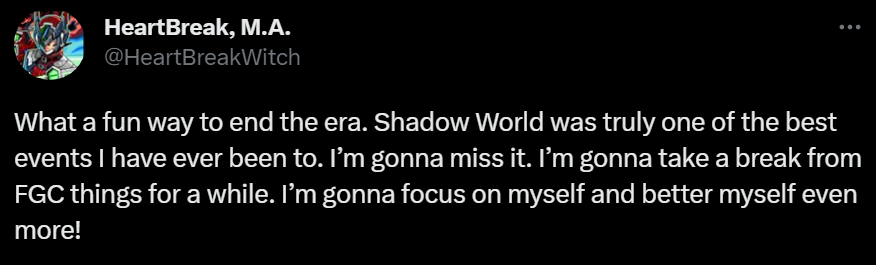 HeartBreak, M.A.
@HeartBreakWitch
What a fun way to end the era. Shadow World was truly one of the best
events I have ever been to. I’m gonna miss it. I’m gonna take a break from
FGC things for a while. I’m gonna focus on myself and better myself even
more!